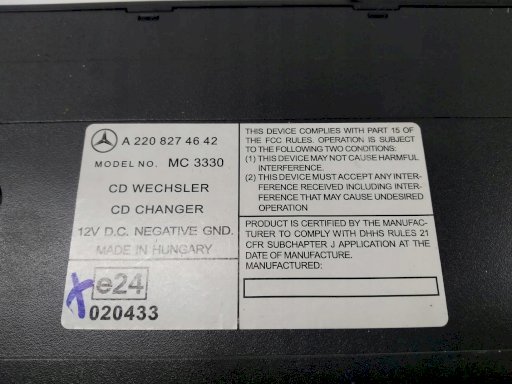 A 220 827 46 42
MODEL NO. MC 3330
CD WECHSLER
CD CHANGER
12V D.C. NEGATIVE GND.
MADE IN HUNGARY
X e24
020433
THIS DEVICE COMPLIES WITH PART 15 OF
THE FCC RULES. OPERATION IS SUBJECT
TO THE FOLLOWING TWO CONDITIONS:
(1) THIS DEVICE MAY NOT CAUSE HARMFUL
INTERFERENCE.
(2) THIS DEVICE MUST ACCEPT ANY INTER-
FERENCE RECEIVED INCLUDING INTER-
FERENCE THAT MAY CAUSE UNDESIRED
OPERATION
PRODUCT IS CERTIFIED BY THE MANUFAC-
TURER TO COMPLY WITH DHHS RULES 21
CFR SUBCHAPTER J APPLICATION AT THE
DATE OF MANUFACTURE.
MANUFACTURED: